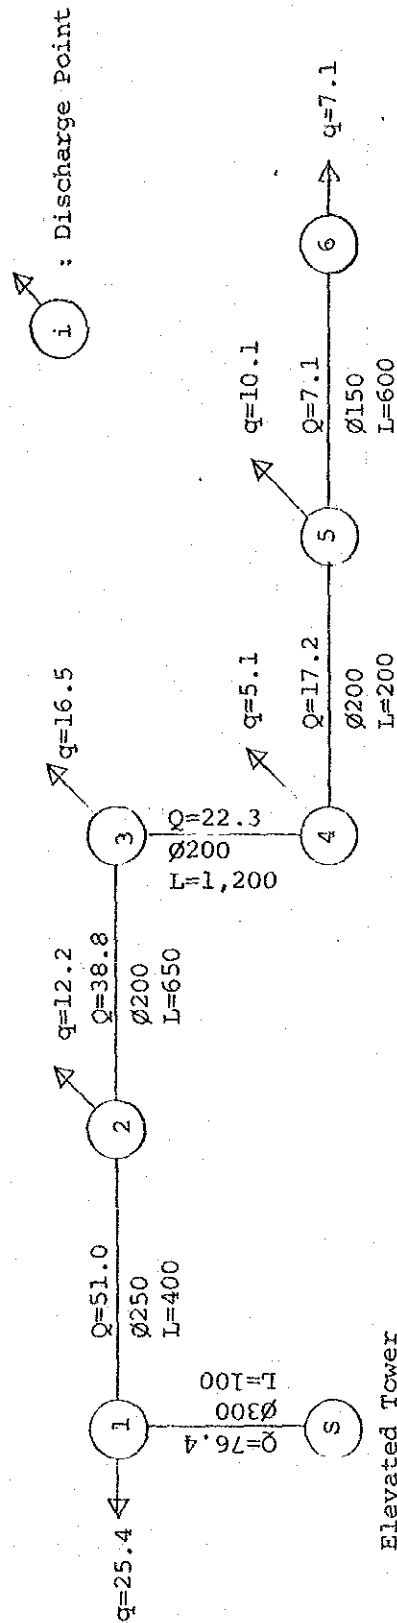 i : Discharge Point
q=25.4
1
Q=76.4
Ø300
L=100
S
Elevated Tower
Q=51.0
Ø250
L=400
2
q=12.2
Q=38.8
Ø200
L=650
3
q=16.5
Q=22.3
Ø200
L=1,200
4
q=5.1
Q=17.2
Ø200
L=200
5
q=10.1
Q=7.1
Ø150
L=600
6
q=7.1